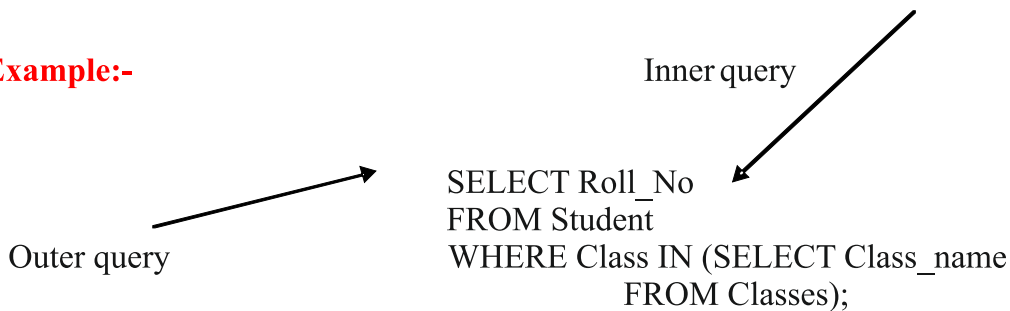 Example:-
Inner query
SELECT Roll_No
FROM Student
Outer query
WHERE Class IN (SELECT Class_name
FROM Classes);